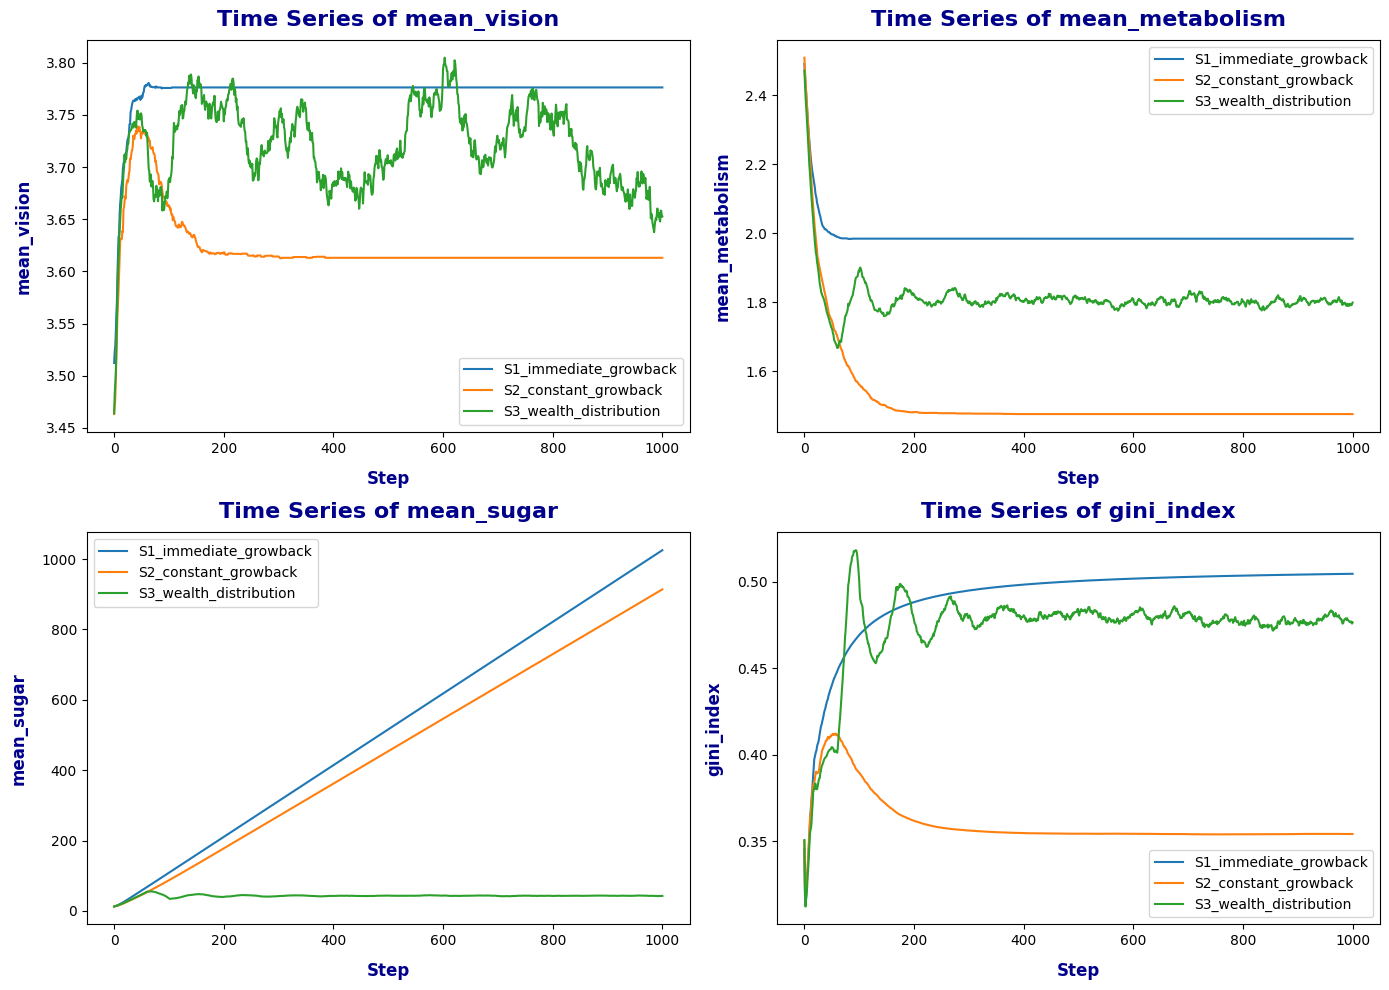 Time Series of mean_vision
mean_vision
3.80
3.75
3.70
3.65
3.60
3.55
3.50
3.45
0 200 400 600 800 1000
Step
S1_immediate_growback
S2_constant_growback
S3_wealth_distribution
Time Series of mean_metabolism
mean_metabolism
2.4
2.2
2.0
1.8
1.6
0 200 400 600 800 1000
Step
S1_immediate_growback
S2_constant_growback
S3_wealth_distribution
Time Series of mean_sugar
mean_sugar
1000
800
600
400
200
0
0 200 400 600 800 1000
Step
S1_immediate_growback
S2_constant_growback
S3_wealth_distribution
Time Series of gini_index
gini_index
0.50
0.45
0.40
0.35
0 200 400 600 800 1000
Step
S1_immediate_growback
S2_constant_growback
S3_wealth_distribution